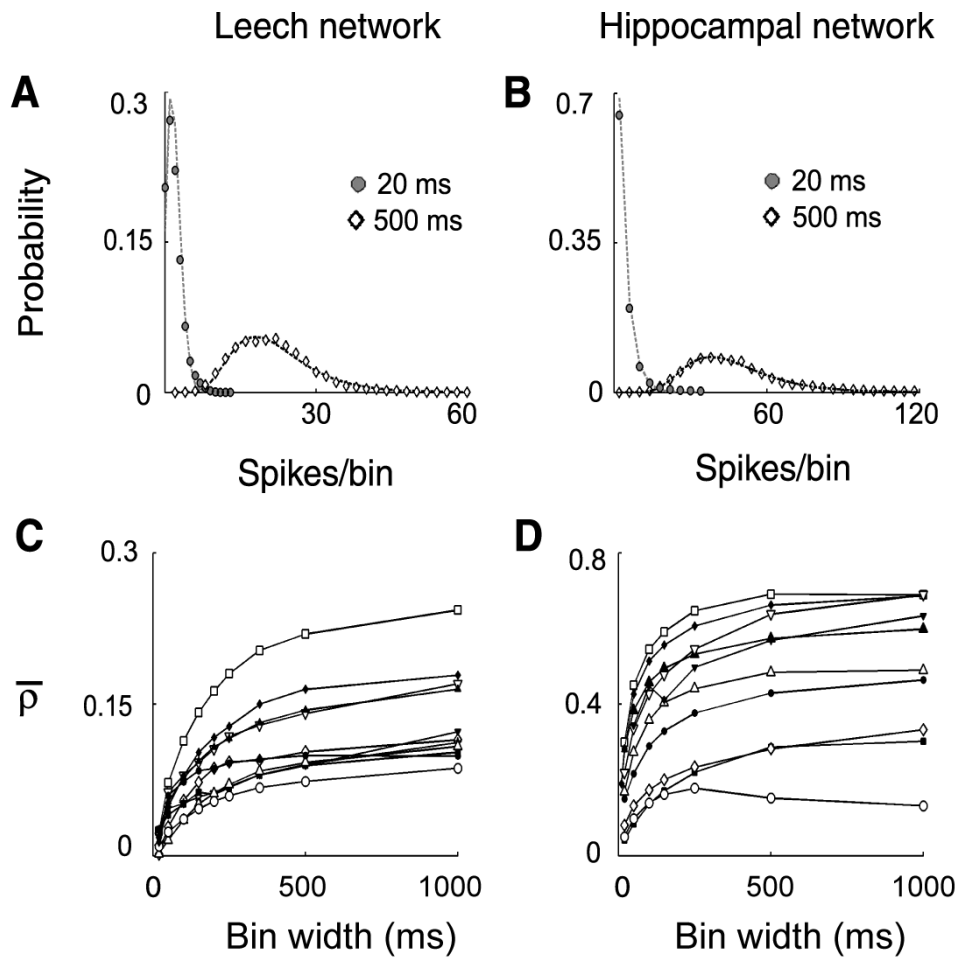 Leech network
Hippocampal network
A
B
0.3
0.15
0
Probability
20 ms
500 ms
30
60
Spikes/bin
0.7
0.35
0
20 ms
500 ms
60
120
Spikes/bin
C
D
0.3
0.15
0
ρ̅
0
500
1000
Bin width (ms)
0.8
0.4
0
0
500
1000
Bin width (ms)